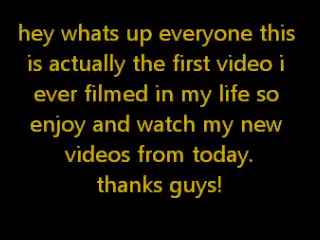 hey whats up everyone this
is actually the first video i
ever filmed in my life so
enjoy and watch my new
videos from today.
thanks guys!